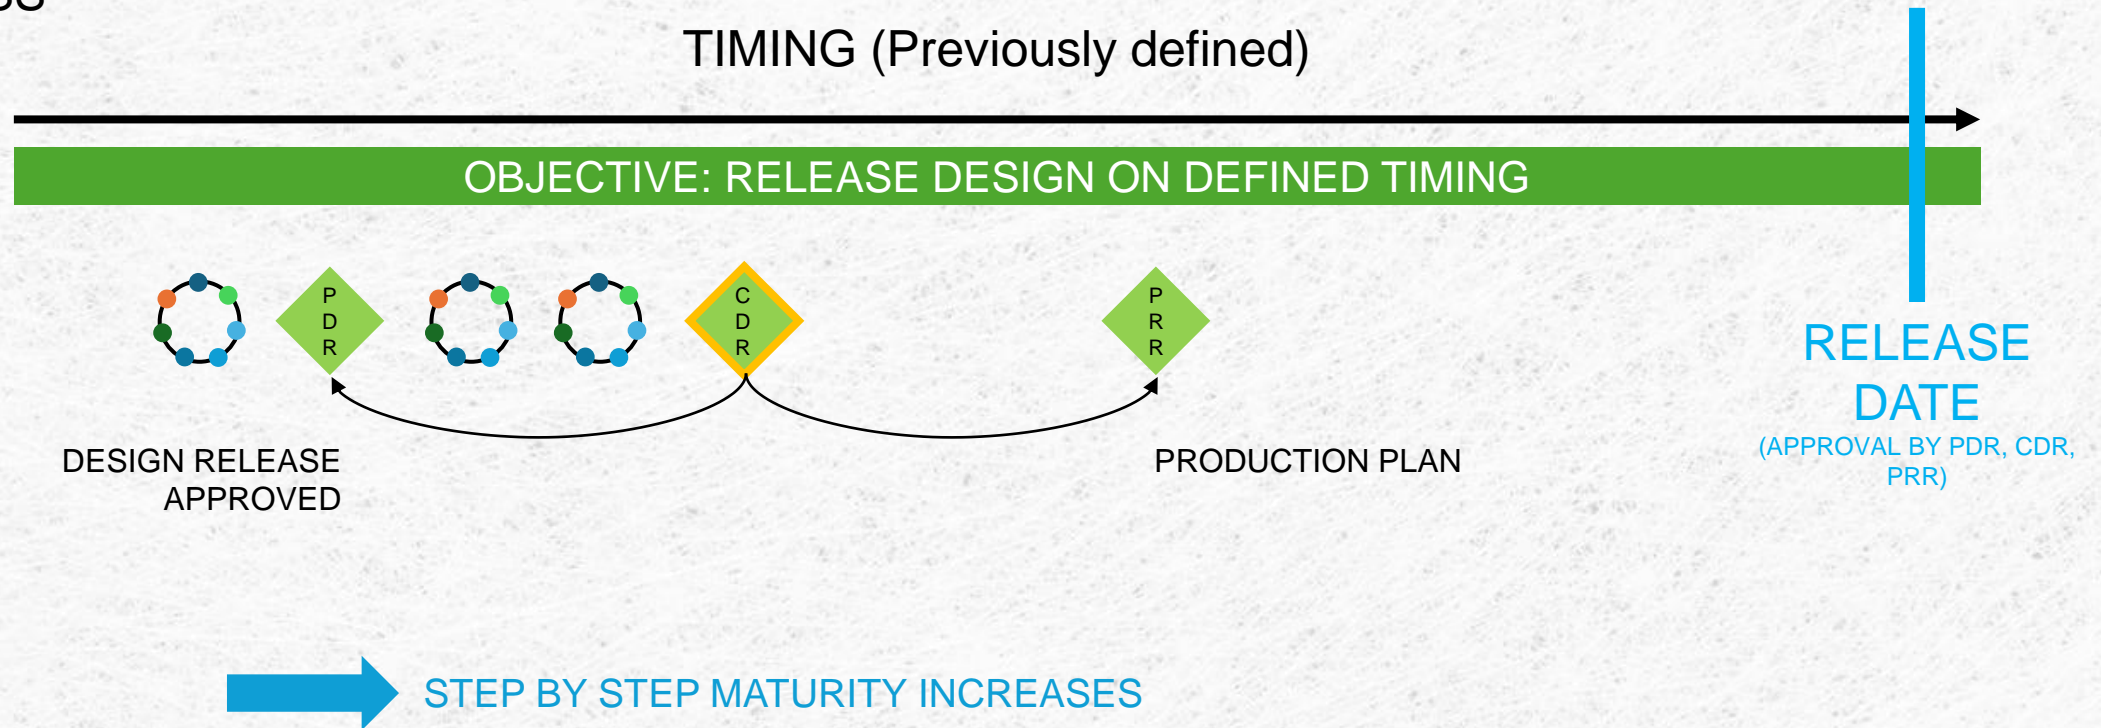 TIMING (Previously defined)
OBJECTIVE: RELEASE DESIGN ON DEFINED TIMING
P
D
R
C
D
R
P
R
R
RELEASE
DATE
(APPROVAL BY PDR, CDR,
PRR)
DESIGN RELEASE
APPROVED
PRODUCTION PLAN
STEP BY STEP MATURITY INCREASES